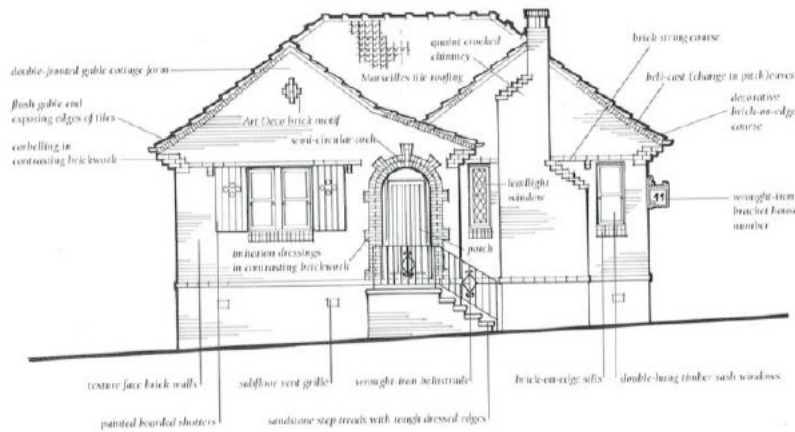 double-fronted gable cottage form
flush gable end
exposing edges of tiles
corbelling in
contrasting brickwork
Art Deco brick motif
semi-circular arch
Marseilles tile roofing
quaint crooked
chimney
brick string course
bell-cast (change in pitch) eaves
decorative
brick-on-edge
course
leadlight
window
11
wrought-iron
bracket house
number
imitation dressings
in contrasting brickwork
porch
texture face brick walls
subfloor vent grille
wrought-iron balustrade
brick-on-edge sills
double-hung timber sash windows
painted boarded shutters
sandstone step treads with rough dressed edges